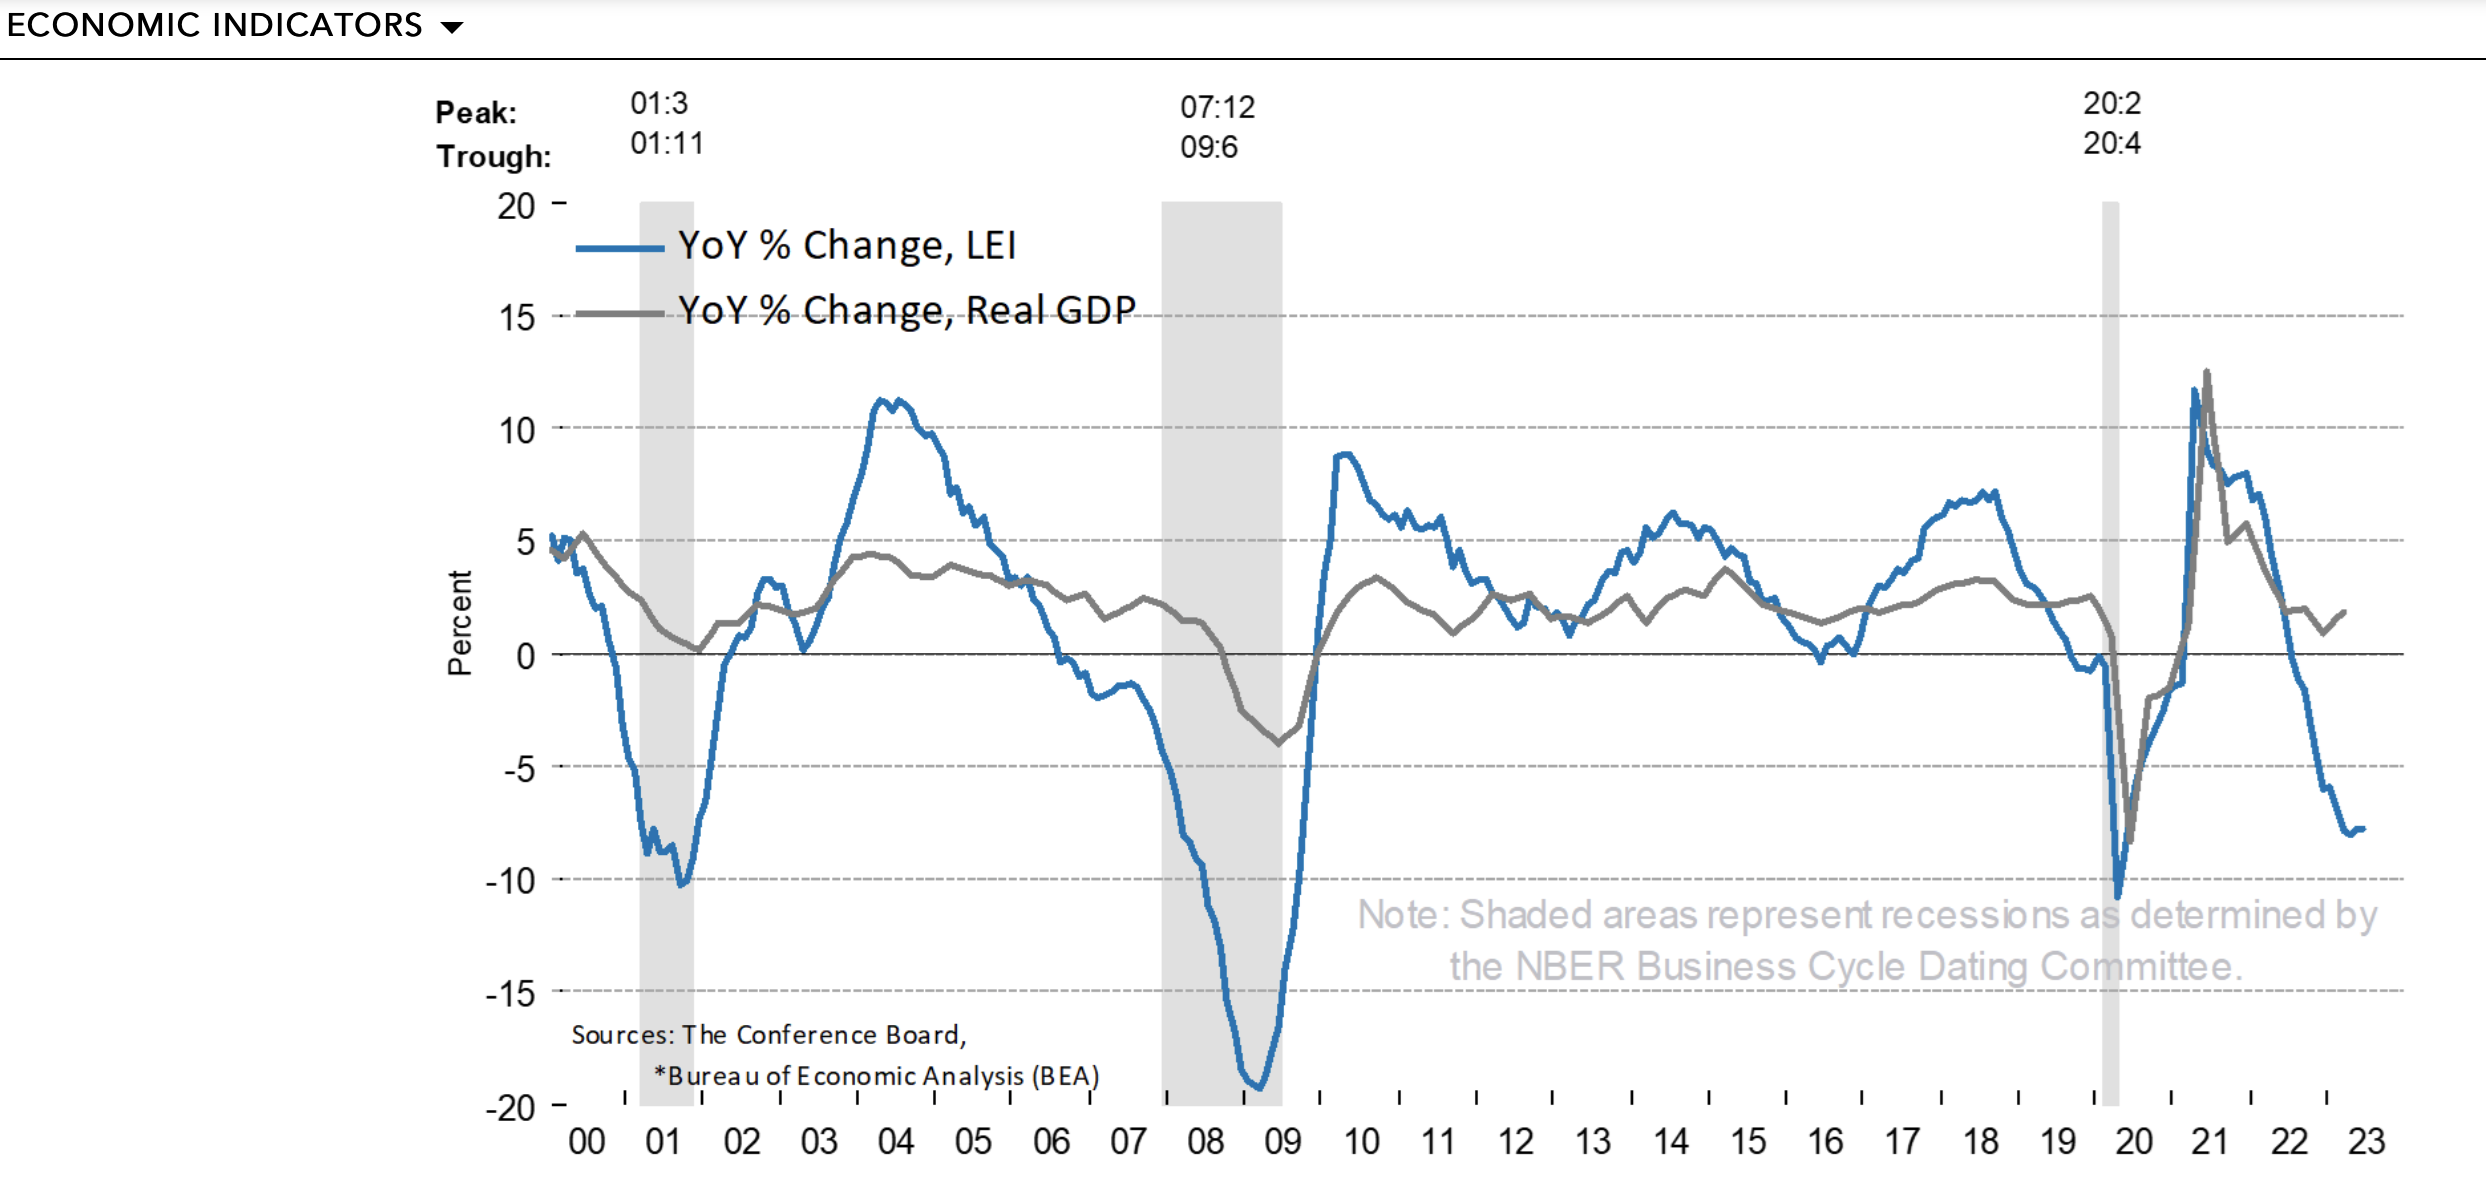 ECONOMIC INDICATORS
Peak: 01:3 07:12 20:2
Trough: 01:11 09:6 20:4
20
YoY % Change, LEI
15
YoY % Change, Real GDP
10
5
0
-5
-10
-15
-20
Percent
Note: Shaded areas represent recessions as determined by
the NBER Business Cycle Dating Committee.
Sources: The Conference Board,
*Bureau of Economic Analysis (BEA)
00 01 02 03 04 05 06 07 08 09 10 11 12 13 14 15 16 17 18 19 20 21 22 23